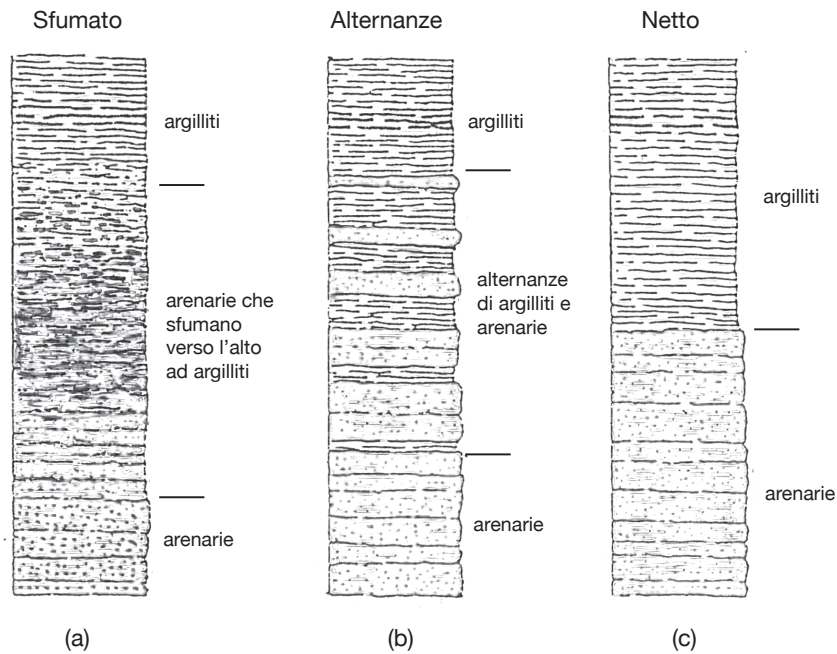 Sfumato
Alternanze
Netto
argilliti
arenarie che
sfumano
verso l'alto
ad argilliti
arenarie
argilliti
alternanze
di argilliti e
arenarie
arenarie
argilliti
arenarie
(a)
(b)
(c)